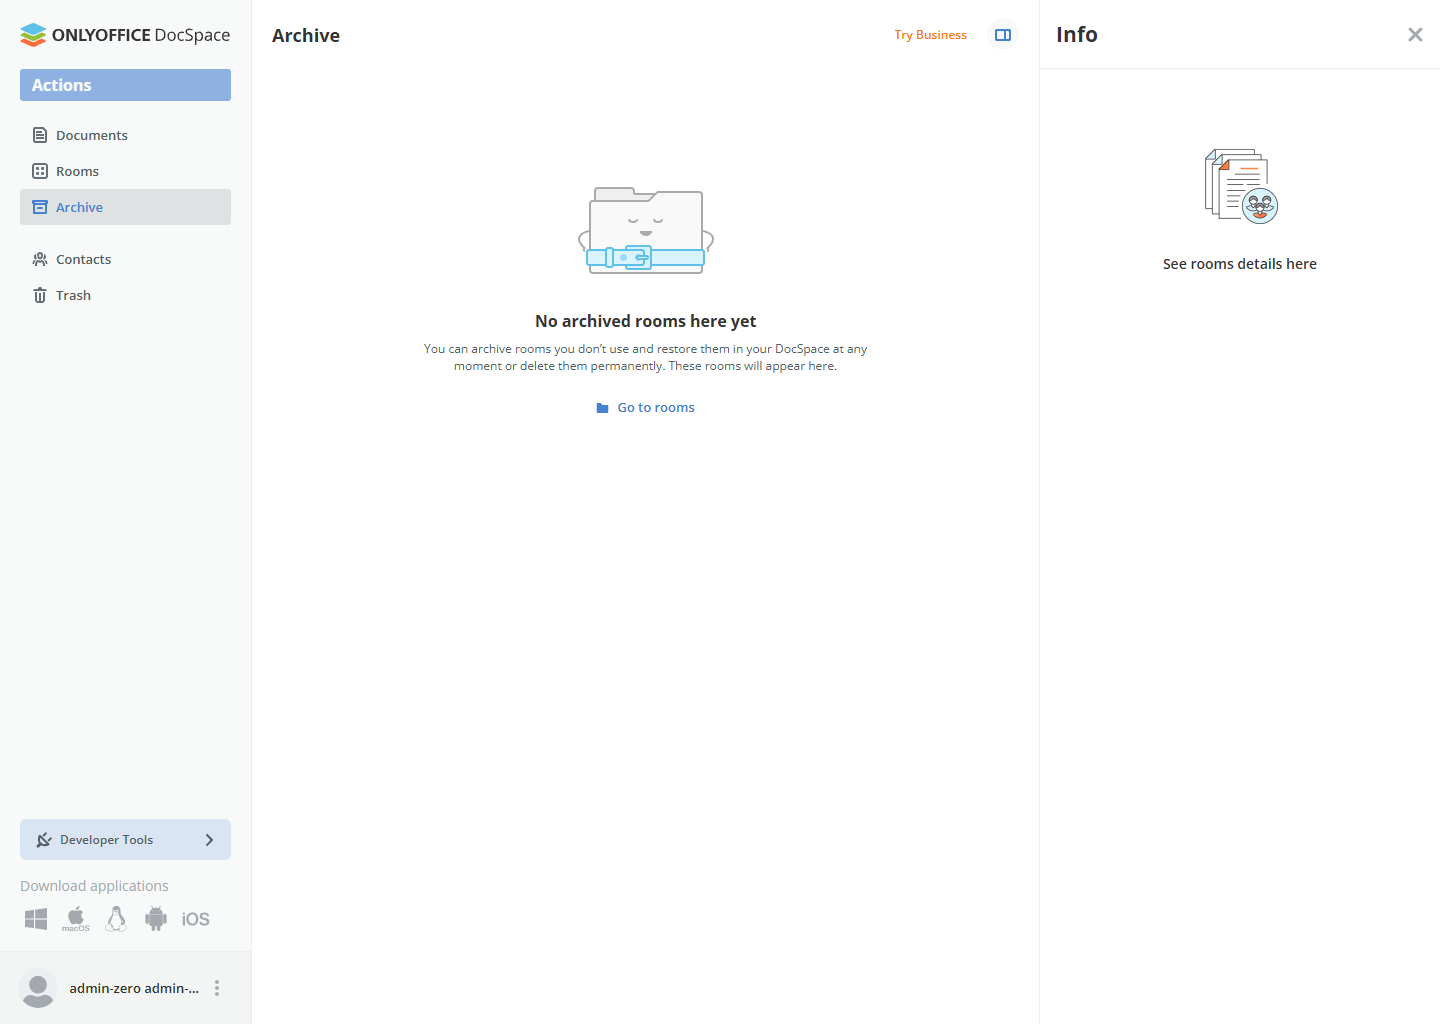 ONLYOFFICE DocSpace
Actions
Documents
Rooms
Archive
Contacts
Trash
Developer Tools
Download applications
macOS
iOS
admin-zero admin-...
Archive
Try Business
No archived rooms here yet
You can archive rooms you don’t use and restore them in your DocSpace at any
moment or delete them permanently. These rooms will appear here.
Go to rooms
Info
See rooms details here